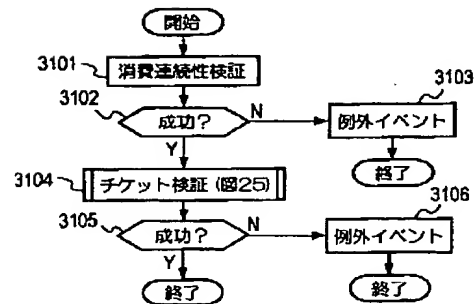 開始
3101
消費連続性検証
3102
成功?
N
3103
例外イベント
Y
終了
3104
チケット検証(図25)
3105
成功?
N
3106
例外イベント
Y
終了
終了